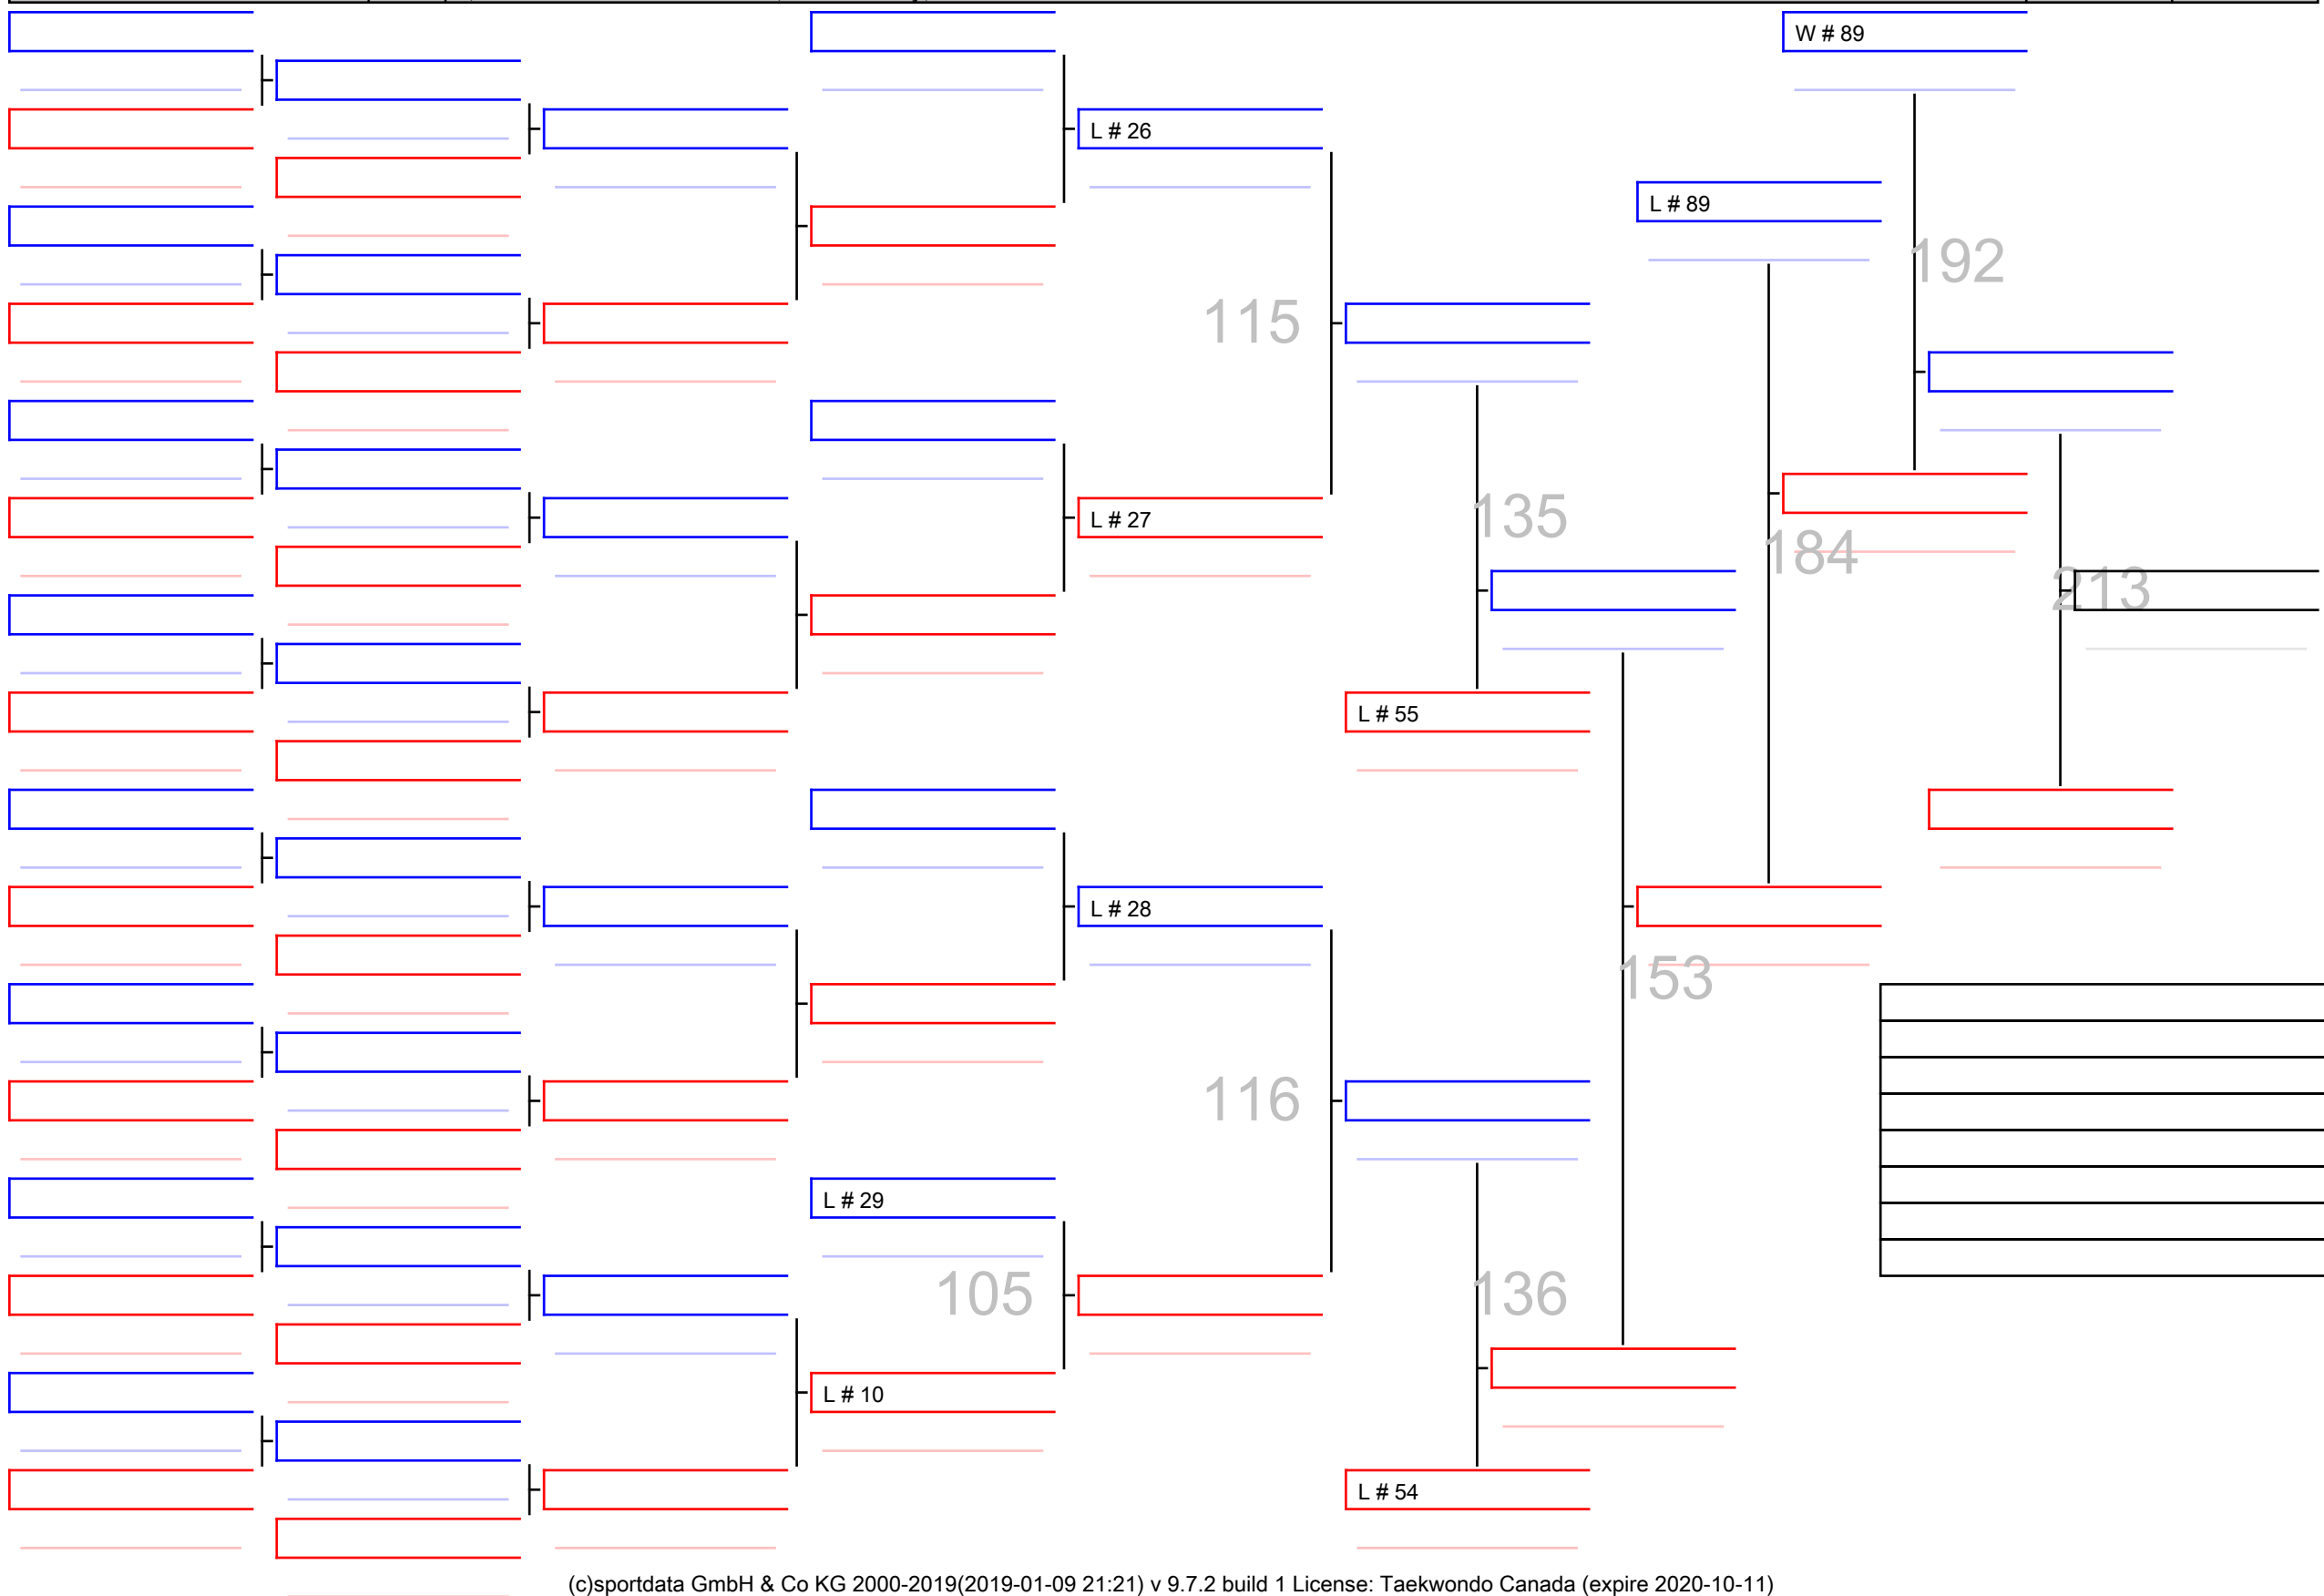 W # 89
L # 26
L # 89
192
115
L # 27
135
184
213
L # 55
L # 28
153
116
L # 29
105
136
L # 10
L # 54
(c)sportdata GmbH & Co KG 2000-2019(2019-01-09 21:21) v 9.7.2 build 1 License: Taekwondo Canada (expire 2020-10-11)